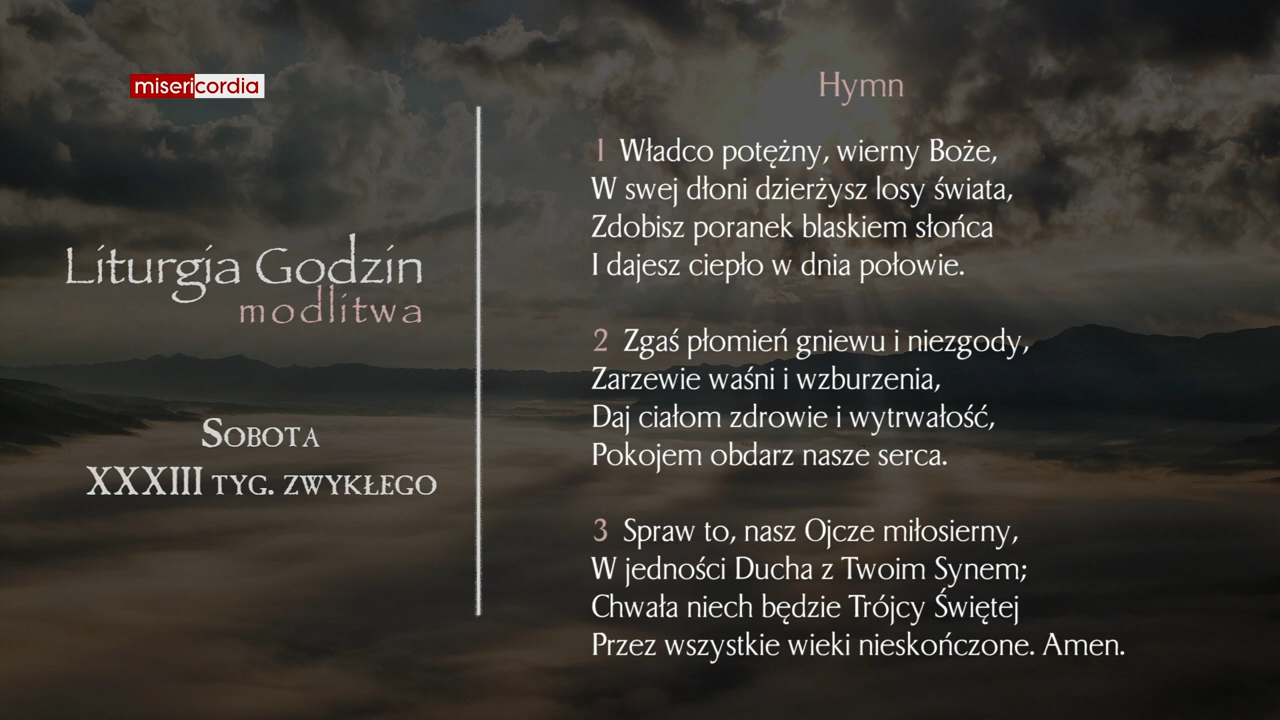 misericordia
Liturgia Godzin
modlitwa
Sobota
XXXIII tyg. zwykłego
Hymn
1 Władco potężny, wierny Boże,
W swej dłoni dzierżysz losy świata,
Zdobisz poranek blaskiem słońca
I dajesz ciepło w dnia połowie.
2 Zgaś płomień gniewu i niezgody,
Zarzewie waśni i wzburzenia,
Daj ciałom zdrowie i wytrwałość,
Pokojem obdarz nasze serca.
3 Spraw to, nasz Ojcze miłosierny,
W jedności Ducha z Twoim Synem;
Chwała niech będzie Trójcy Świętej
Przez wszystkie wieki nieskończone. Amen.